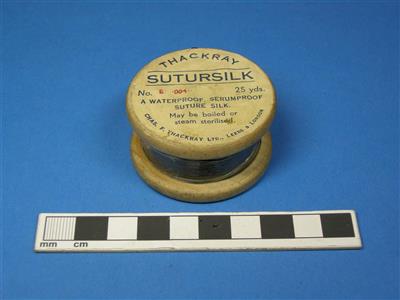 THACKRAY
SUTURSILK
No. E .004. 25 yds.
A WATERPROOF, SERUMPROOF
SUTURE SILK.
May be boiled or
steam sterilised.
CHAS. F. THACKRAY LTD., LEEDS & LONDON
mm cm